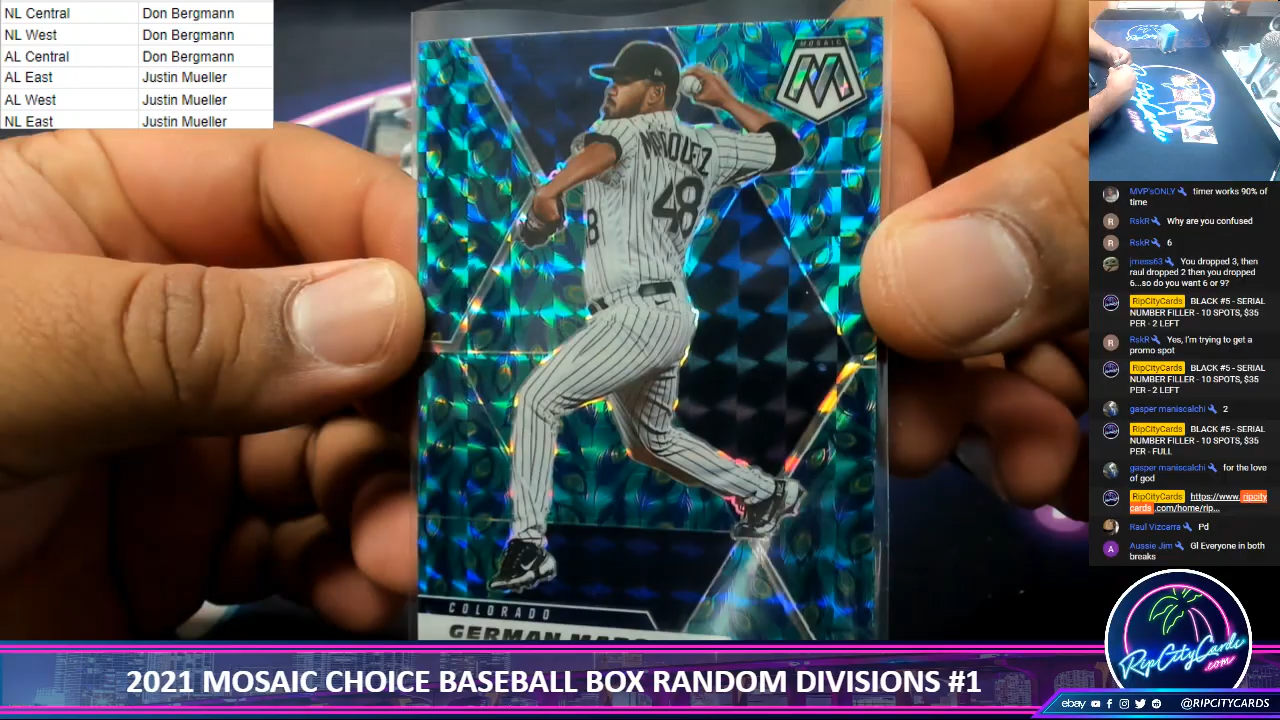 NL Central Don Bergmann
NL West Don Bergmann
AL Central Don Bergmann
AL East Justin Mueller
AL West Justin Mueller
NL East Justin Mueller
MOSAIC
M
MARQUEZ
48
8
COLORADO
GERMAN
MVP'sONLY timer works 90% of
time
R RskR Why are you confused
R RskR 6
jmess63 You dropped 3, then
raul dropped 2 then you dropped
6...so do you want 6 or 9?
RipCityCards BLACK #5 - SERIAL
NUMBER FILLER - 10 SPOTS, $35
PER - 2 LEFT
R RskR Yes, I'm trying to get a
promo spot
RipCityCards BLACK #5 - SERIAL
NUMBER FILLER - 10 SPOTS, $35
PER - 2 LEFT
gasper maniscalchi 2
RipCityCards BLACK #5 - SERIAL
NUMBER FILLER - 10 SPOTS, $35
PER - FULL
gasper maniscalchi for the love
of god
RipCityCards https://www.ripcity
cards.com/home/rip...
Raul Vizcarra Pd
A Aussie Jim Gl Everyone in both
breaks
RipCityCards
.com
2021 MOSAIC CHOICE BASEBALL BOX RANDOM DIVISIONS #1
ebay @RIPCITYCARDS